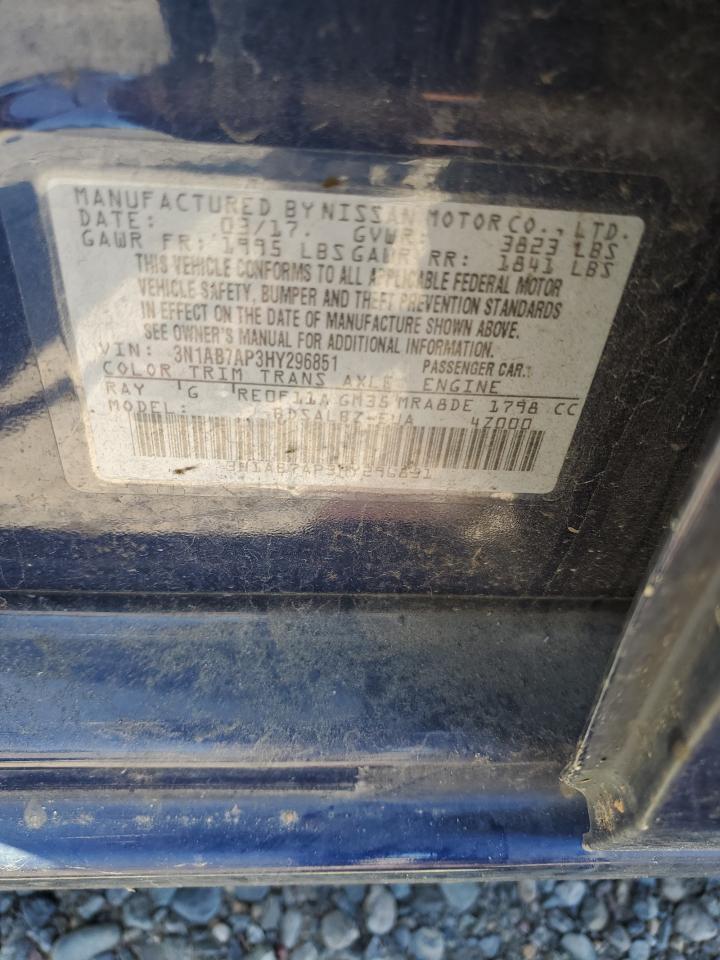 MANUFACTURED BY NISSAN MOTOR CO., LTD.
DATE: 03/17. GVWR: 3823 LBS
GAWR FR: 1995 LBS GAWR RR: 1841 LBS
THIS VEHICLE CONFORMS TO ALL APPLICABLE FEDERAL MOTOR
VEHICLE SAFETY, BUMPER AND THEFT PREVENTION STANDARDS
IN EFFECT ON THE DATE OF MANUFACTURE SHOWN ABOVE.
SEE OWNER'S MANUAL FOR ADDITIONAL INFORMATION.
VIN: 3N1AB7AP3HY296851 PASSENGER CAR
COLOR TRIM TRANS AXLE ENGINE
RAY G RE0F11A GM35 MRA8DE 1798 CC
MODEL: 4Z000